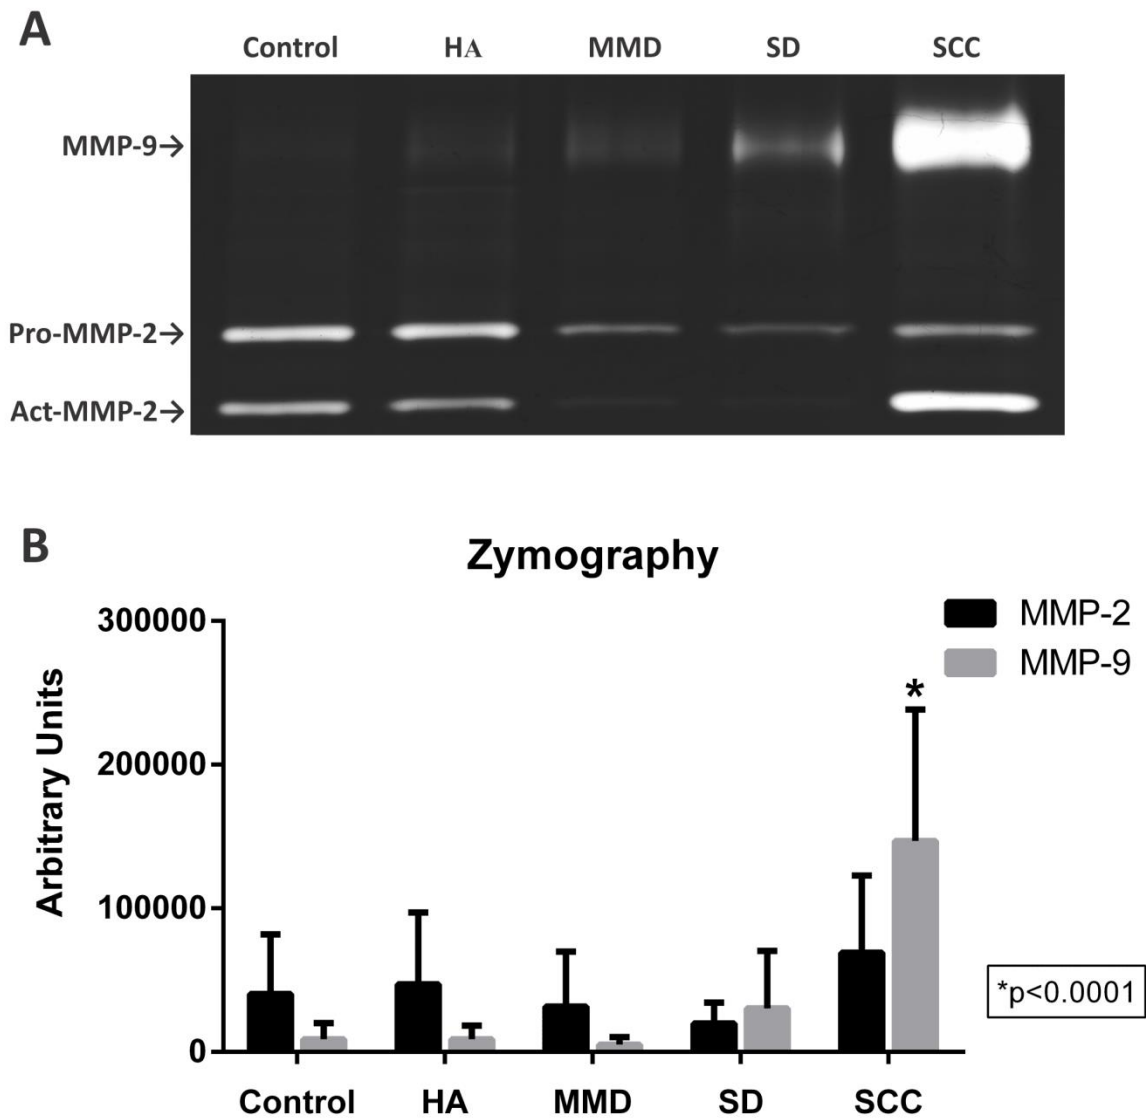 A
Control HA MMD SD SCC
MMP-9→
Pro-MMP-2→
Act-MMP-2→
B
Zymography
300000
200000
100000
0
Arbitrary Units
MMP-2
MMP-9
*
*p<0.0001
Control HA MMD SD SCC